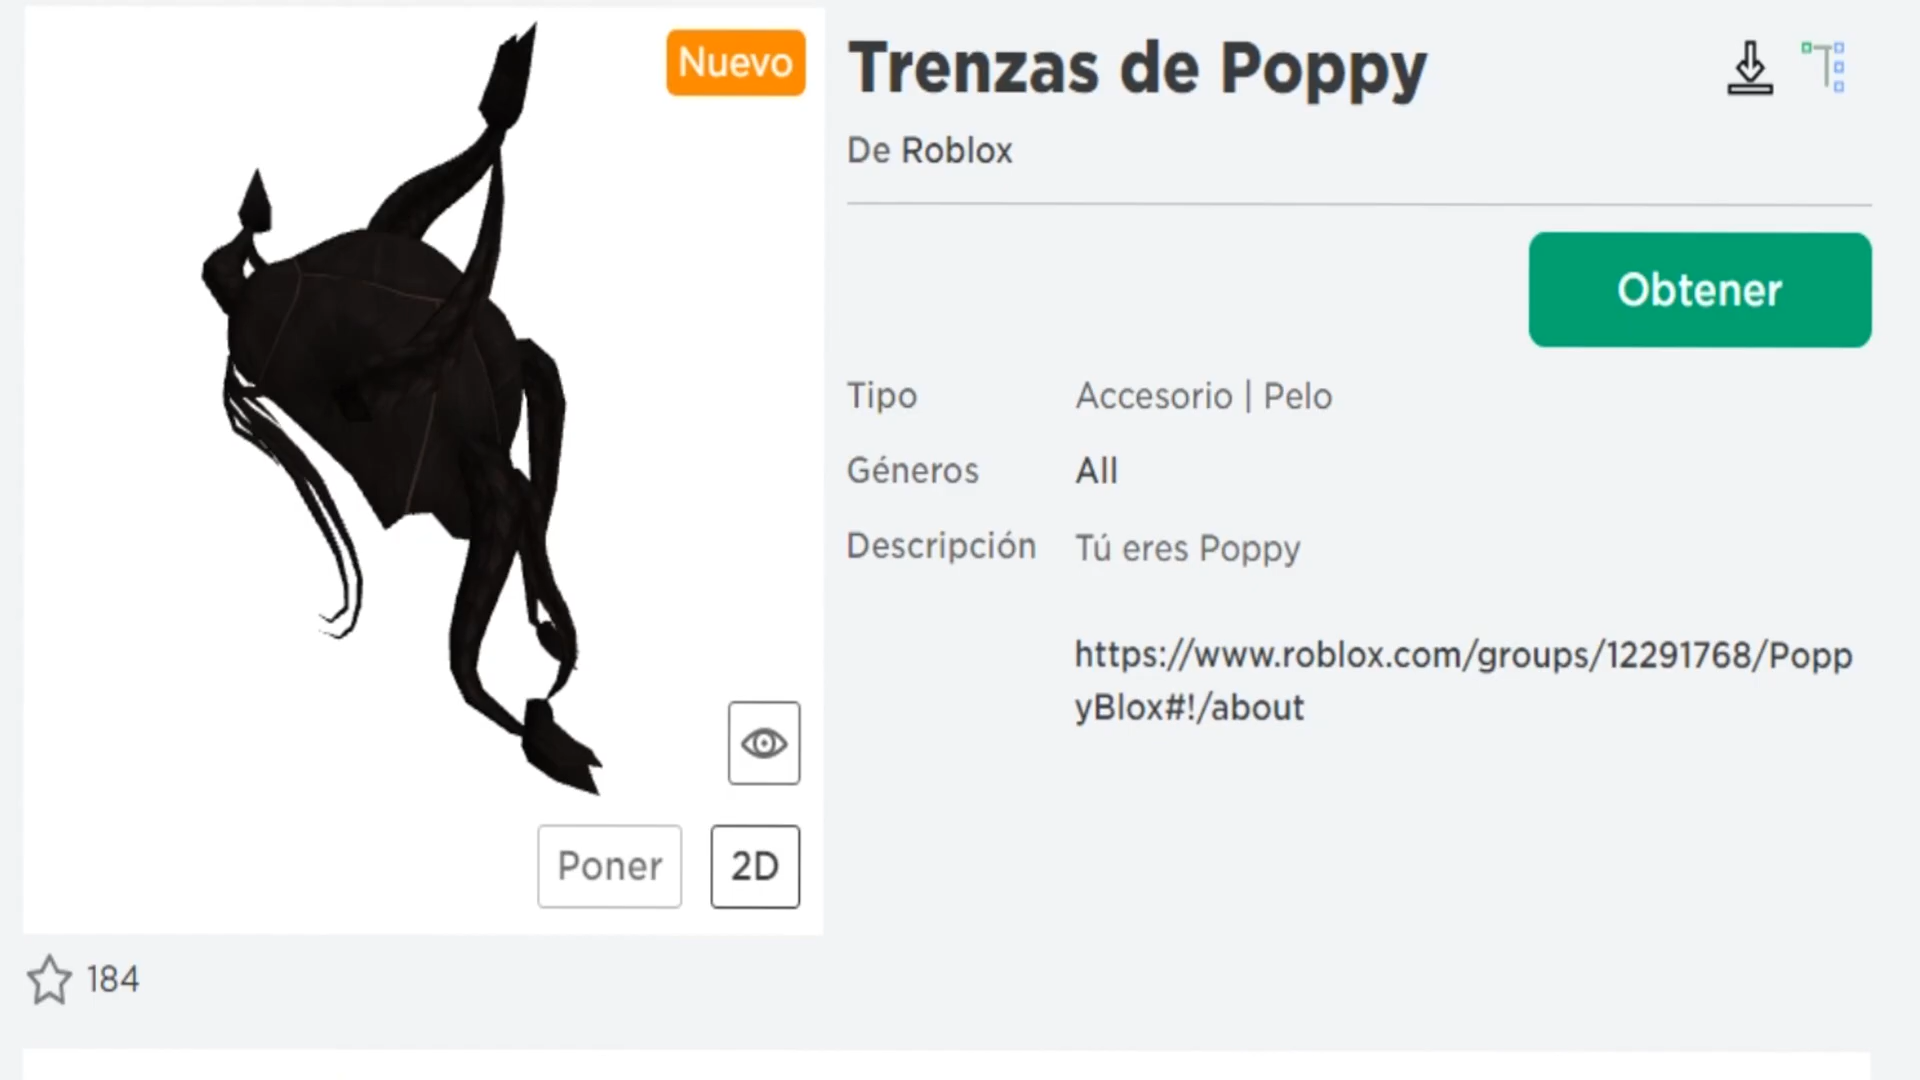 Nuevo
Trenzas de Poppy
De Roblox
Obtener
Tipo Accesorio | Pelo
Géneros All
Descripción Tú eres Poppy
https://www.roblox.com/groups/12291768/Popp
yBlox#!/about
Poner 2D
184